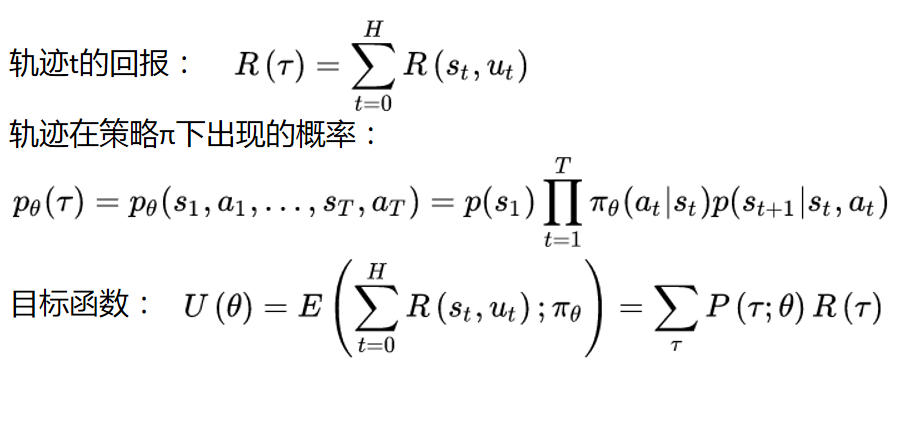 轨迹t的回报： R(τ) = ∑_{t=0}^{H} R(s_t, u_t)
轨迹在策略π下出现的概率：
p_θ(τ) = p_θ(s_1, a_1, . . . , s_T, a_T) = p(s_1) ∏_{t=1}^{T} π_θ(a_t|s_t)p(s_{t+1}|s_t, a_t)
目标函数： U(θ) = E(∑_{t=0}^{H} R(s_t, u_t); π_θ) = ∑_τ P(τ; θ) R(τ)